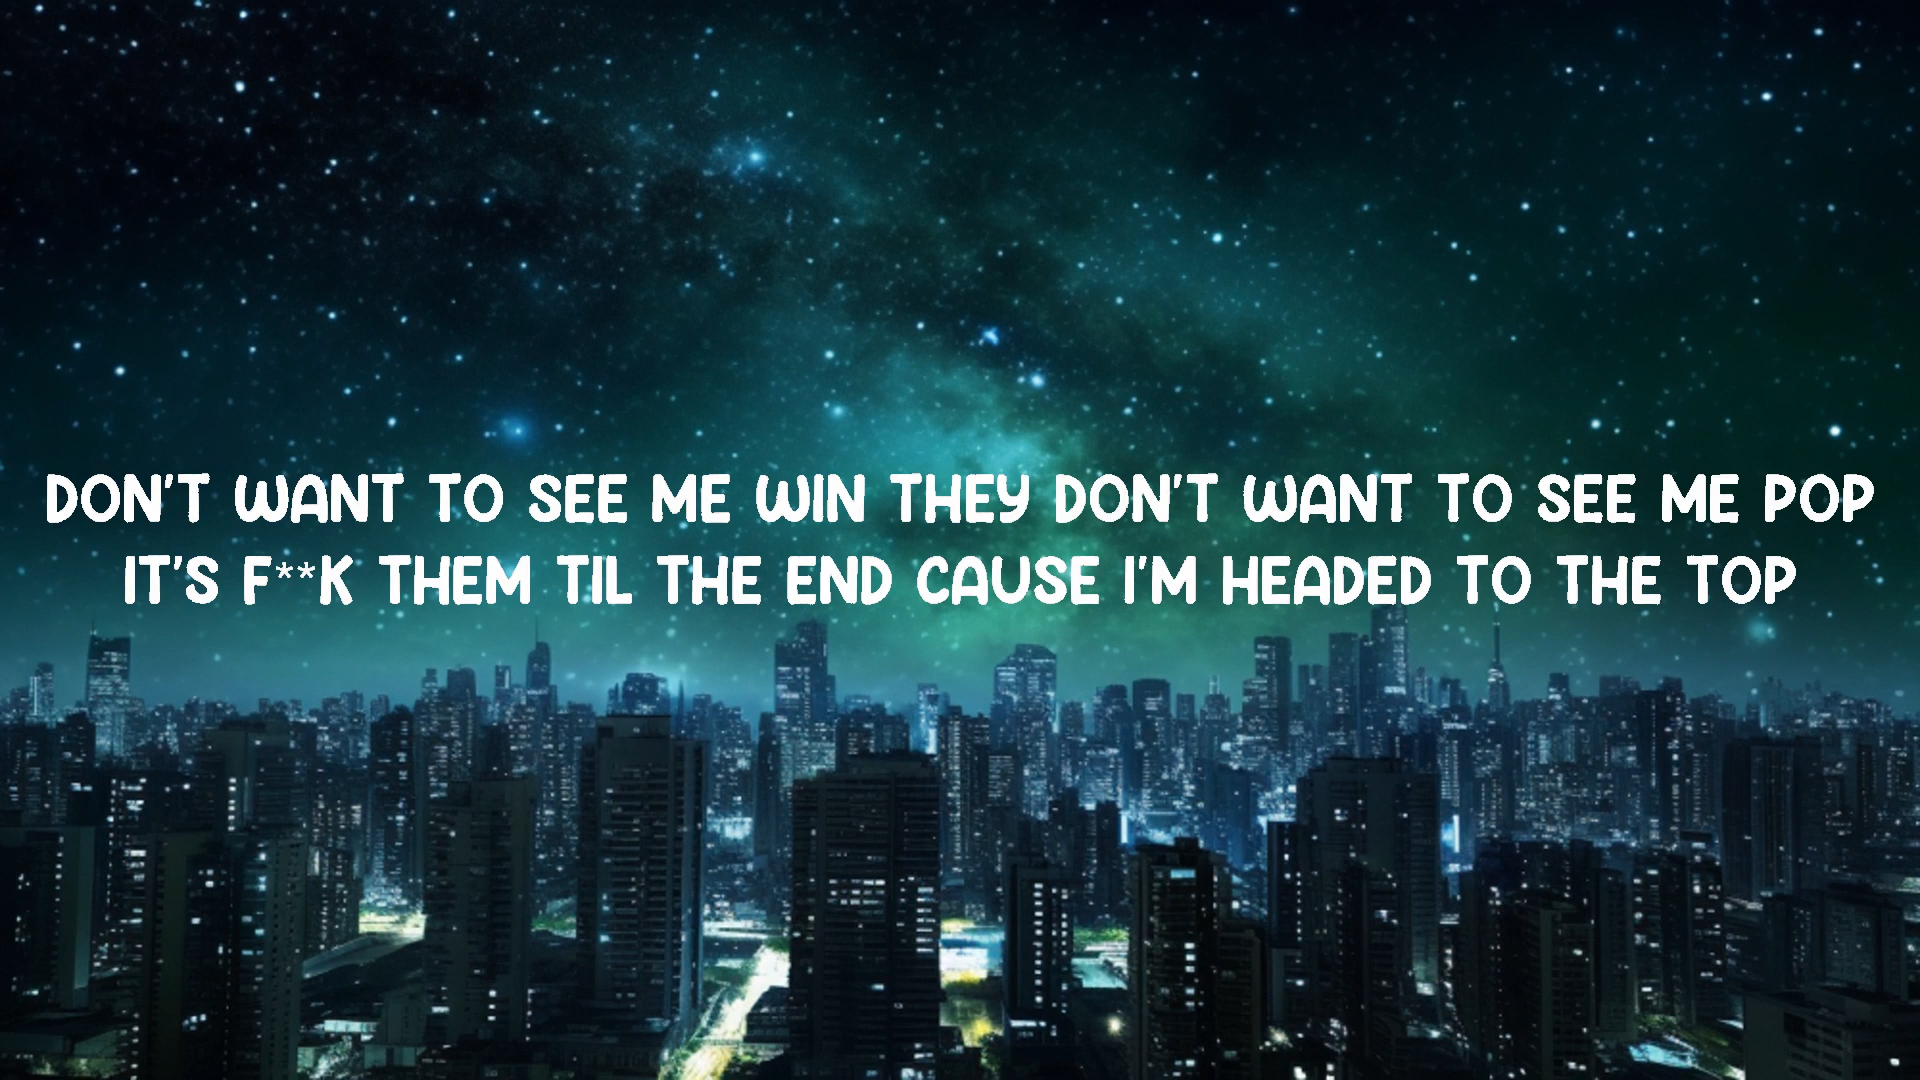 DON'T WANT TO SEE ME WIN THEY DON'T WANT TO SEE ME POP
IT'S F**K THEM TIL THE END CAUSE I'M HEADED TO THE TOP